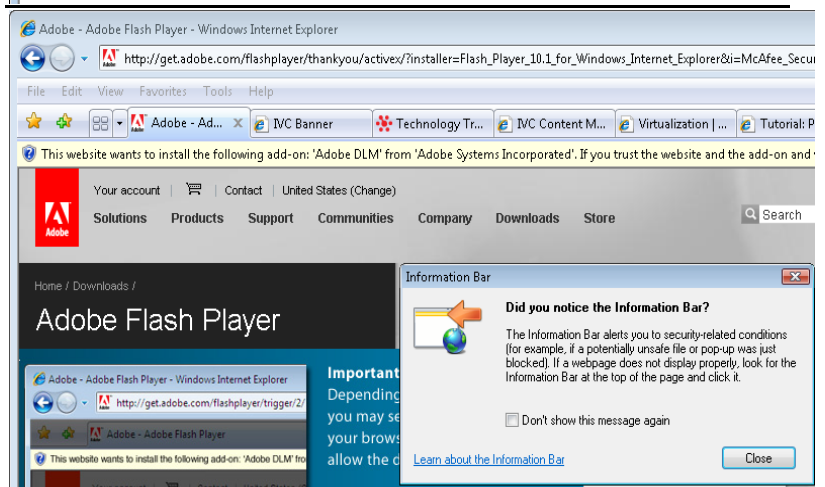 Adobe - Adobe Flash Player - Windows Internet Explorer
http://get.adobe.com/flashplayer/thankyou/activex/?installer=Flash_Player_10.1_for_Windows_Internet_Explorer&i=McAfee_Secur
File Edit View Favorites Tools Help
Adobe - Ad... X IVC Banner Technology Tr... IVC Content M... Virtualization | ... Tutorial: P
This website wants to install the following add-on: 'Adobe DLM' from 'Adobe Systems Incorporated'. If you trust the website and the add-on and
Your account | Contact | United States (Change)
Solutions Products Support Communities Company Downloads Store
Search
Adobe
Home / Downloads /
Adobe Flash Player
Information Bar
Did you notice the Information Bar?
The Information Bar alerts you to security-related conditions
(for example, if a potentially unsafe file or pop-up was just
blocked). If a webpage does not display properly, look for the
Information Bar at the top of the page and click it.
Don't show this message again
Learn about the Information Bar
Close
Adobe - Adobe Flash Player - Windows Internet Explorer
http://get.adobe.com/flashplayer/trigger/2/
Adobe - Adobe Flash Player
This website wants to install the following add-on: 'Adobe DLM' fro
Important
Depending
you may se
your brows
allow the d